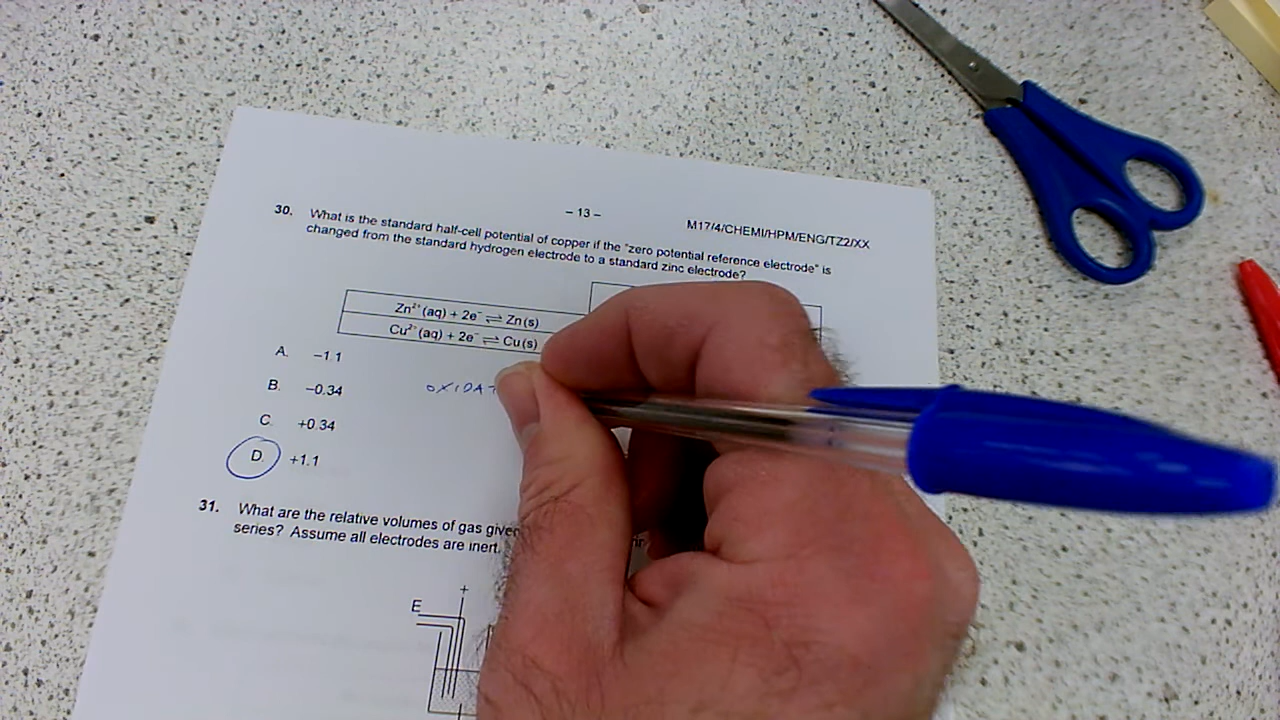 – 13 –
M17/4/CHEMI/HPM/ENG/TZ2/XX
30. What is the standard half-cell potential of copper if the "zero potential reference electrode" is
changed from the standard hydrogen electrode to a standard zinc electrode?
Zn²⁺(aq) + 2e⁻ ⇌ Zn(s)
Cu²⁺(aq) + 2e⁻ ⇌ Cu(s)
A. –1.1
B. –0.34
OXIDAT
C. +0.34
D. +1.1
31. What are the relative volumes of gas given
series? Assume all electrodes are inert.
+
E